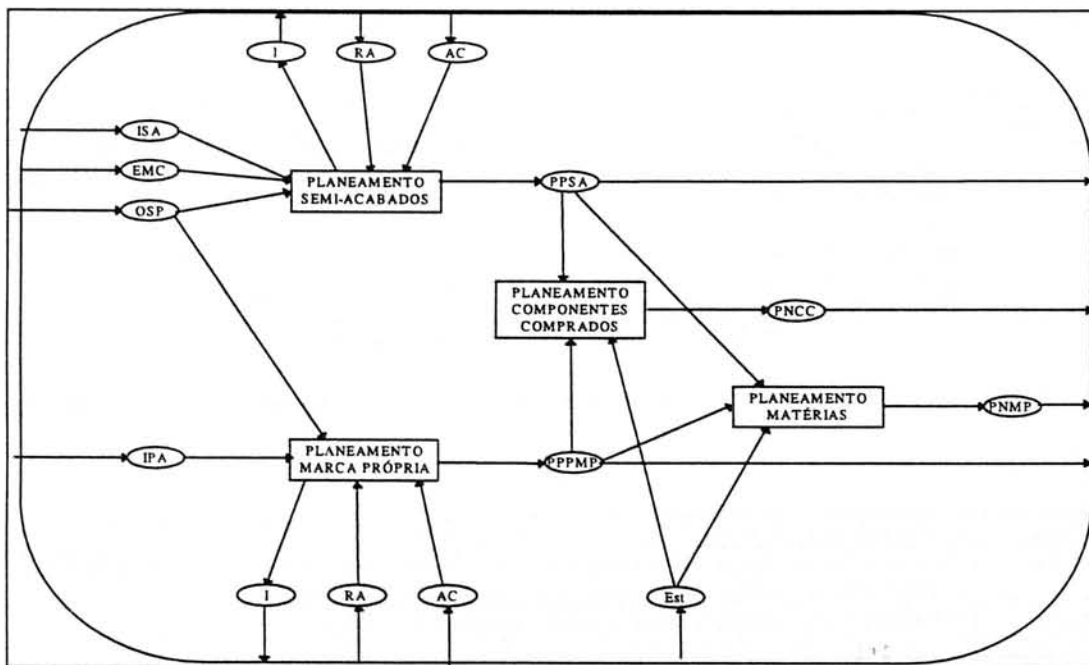 I
RA
AC
ISA
EMC
OSP
PLANEAMENTO
SEMI-ACABADOS
PPSA
PLANEAMENTO
COMPONENTES
COMPRADOS
PNCC
PLANEAMENTO
MATÉRIAS
PNMP
IPA
PLANEAMENTO
MARCA PRÓPRIA
PPPMP
I
RA
AC
Est